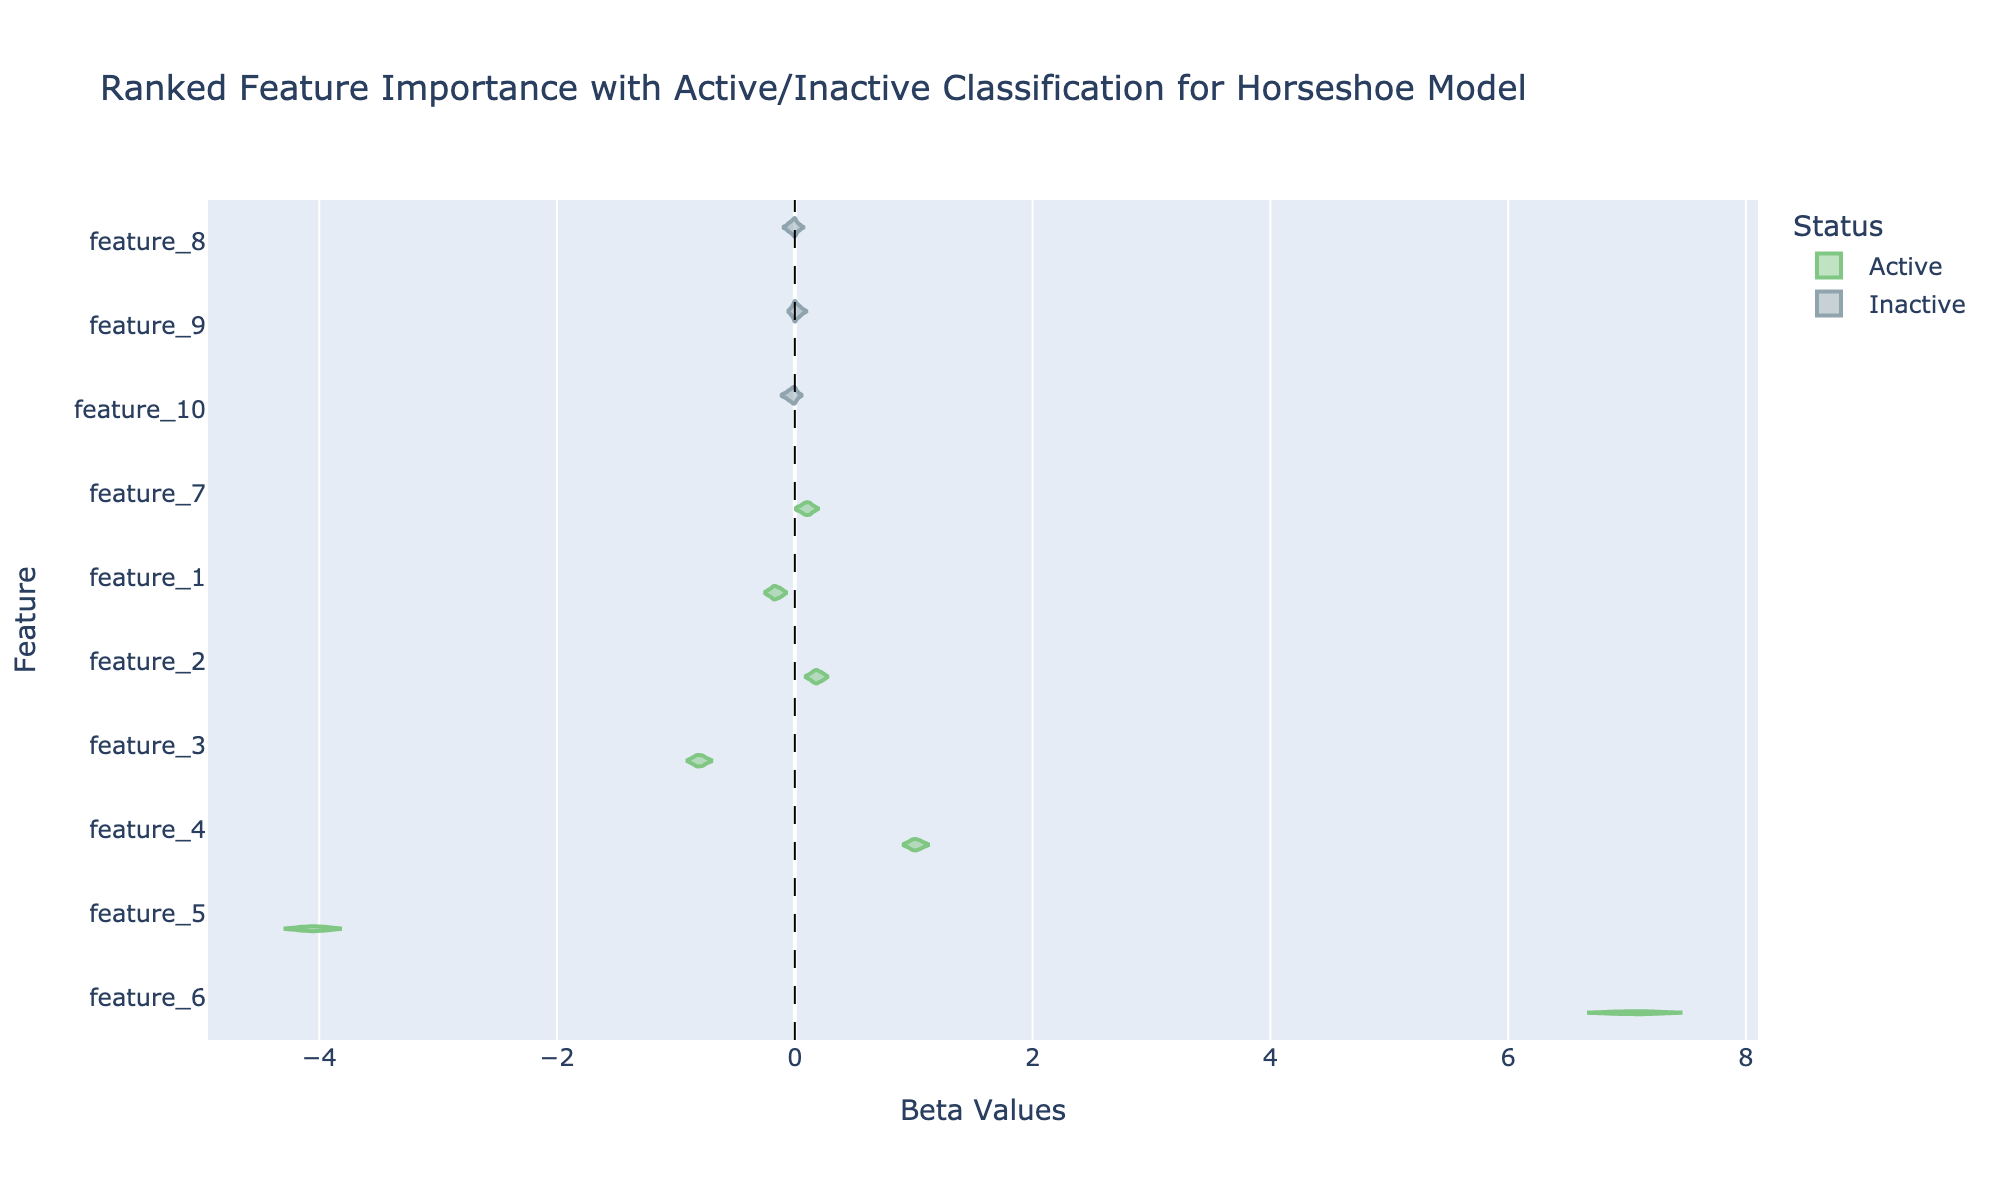 Ranked Feature Importance with Active/Inactive Classification for Horseshoe Model
Status
Active
Inactive
Feature
feature_8
feature_9
feature_10
feature_7
feature_1
feature_2
feature_3
feature_4
feature_5
feature_6
−4
−2
0
2
4
6
8
Beta Values